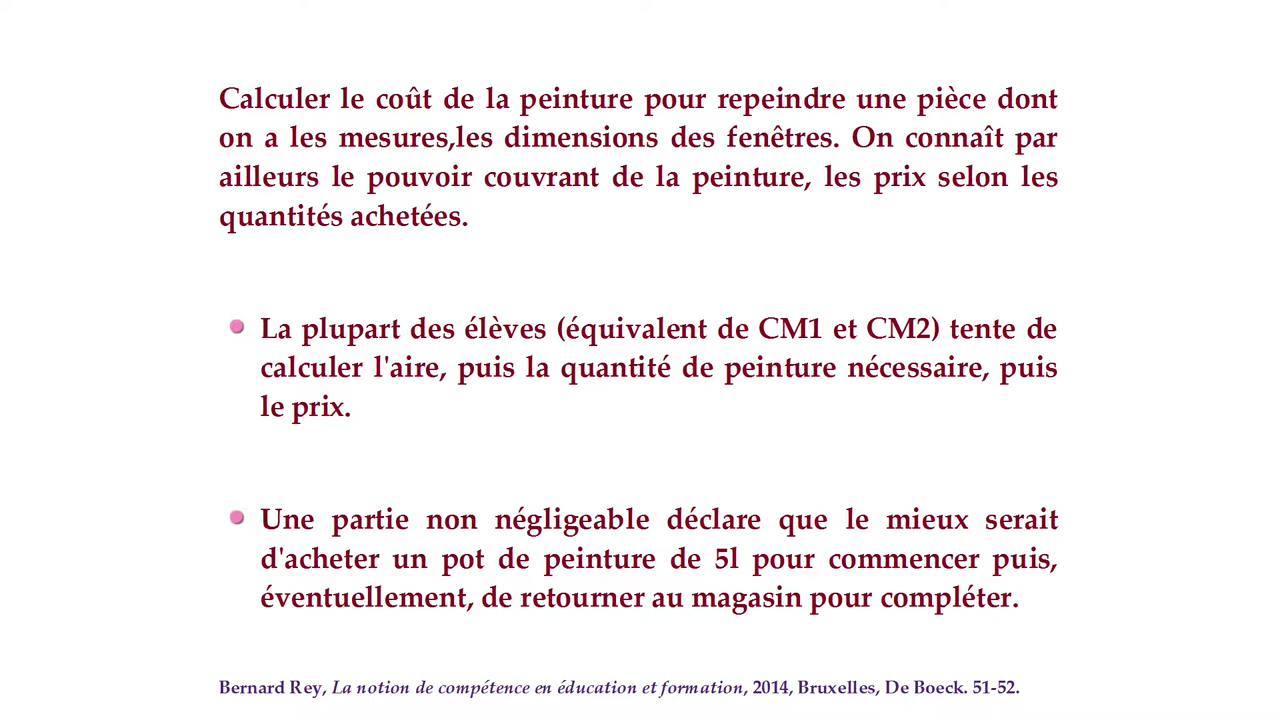 Calculer le coût de la peinture pour repeindre une pièce dont
on a les mesures,les dimensions des fenêtres. On connaît par
ailleurs le pouvoir couvrant de la peinture, les prix selon les
quantités achetées.
La plupart des élèves (équivalent de CM1 et CM2) tente de
calculer l'aire, puis la quantité de peinture nécessaire, puis
le prix.
Une partie non négligeable déclare que le mieux serait
d'acheter un pot de peinture de 5l pour commencer puis,
éventuellement, de retourner au magasin pour compléter.
Bernard Rey, La notion de compétence en éducation et formation, 2014, Bruxelles, De Boeck. 51-52.